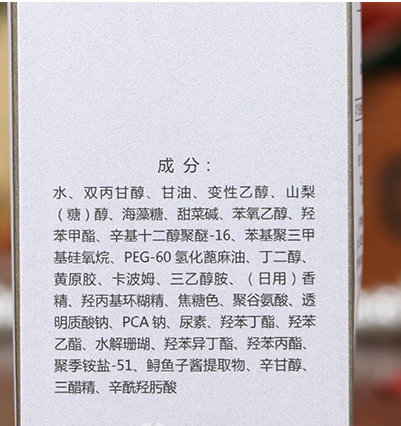 成 分：
水、双丙甘醇、甘油、变性乙醇、山梨
（糖）醇、海藻糖、甜菜碱、苯氧乙醇、羟
苯甲酯、辛基十二醇聚醚-16、苯基聚三甲
基硅氧烷、PEG-60 氢化蓖麻油、丁二醇、
黄原胶、卡波姆、三乙醇胺、（日用）香
精、羟丙基环糊精、焦糖色、聚谷氨酸、透
明质酸钠、PCA 钠、尿素、羟苯丁酯、羟苯
乙酯、水解珊瑚、羟苯异丁酯、羟苯丙酯、
聚季铵盐-51、鲟鱼子酱提取物、辛甘醇、
三醋精、辛酰羟肟酸